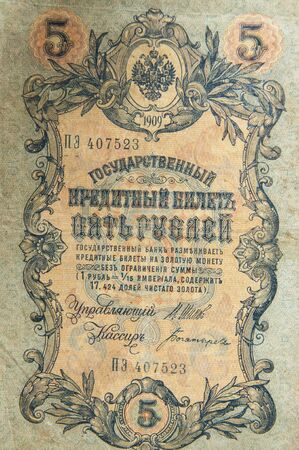 5 5
1909
ПЭ 407523
ГОСУДАРСТВЕННЫЙ
КРЕДИТНЫЙ БИЛЕТЪ
ПЯТЬ РУБЛЕЙ
ГОСУДАРСТВЕННЫЙ БАНКЪ РАЗМѢНИВАЕТЪ
КРЕДИТНЫЕ БИЛЕТЫ НА ЗОЛОТУЮ МОНЕТУ
БЕЗЪ ОГРАНИЧЕНІЯ СУММЫ
(1 РУБЛЬ = 1/15 ИМПЕРІАЛА, СОДЕРЖИТЪ
17,424 ДОЛЕЙ ЧИСТАГО ЗОЛОТА).
Управляющій
Кассиръ
ПЭ 407523
5